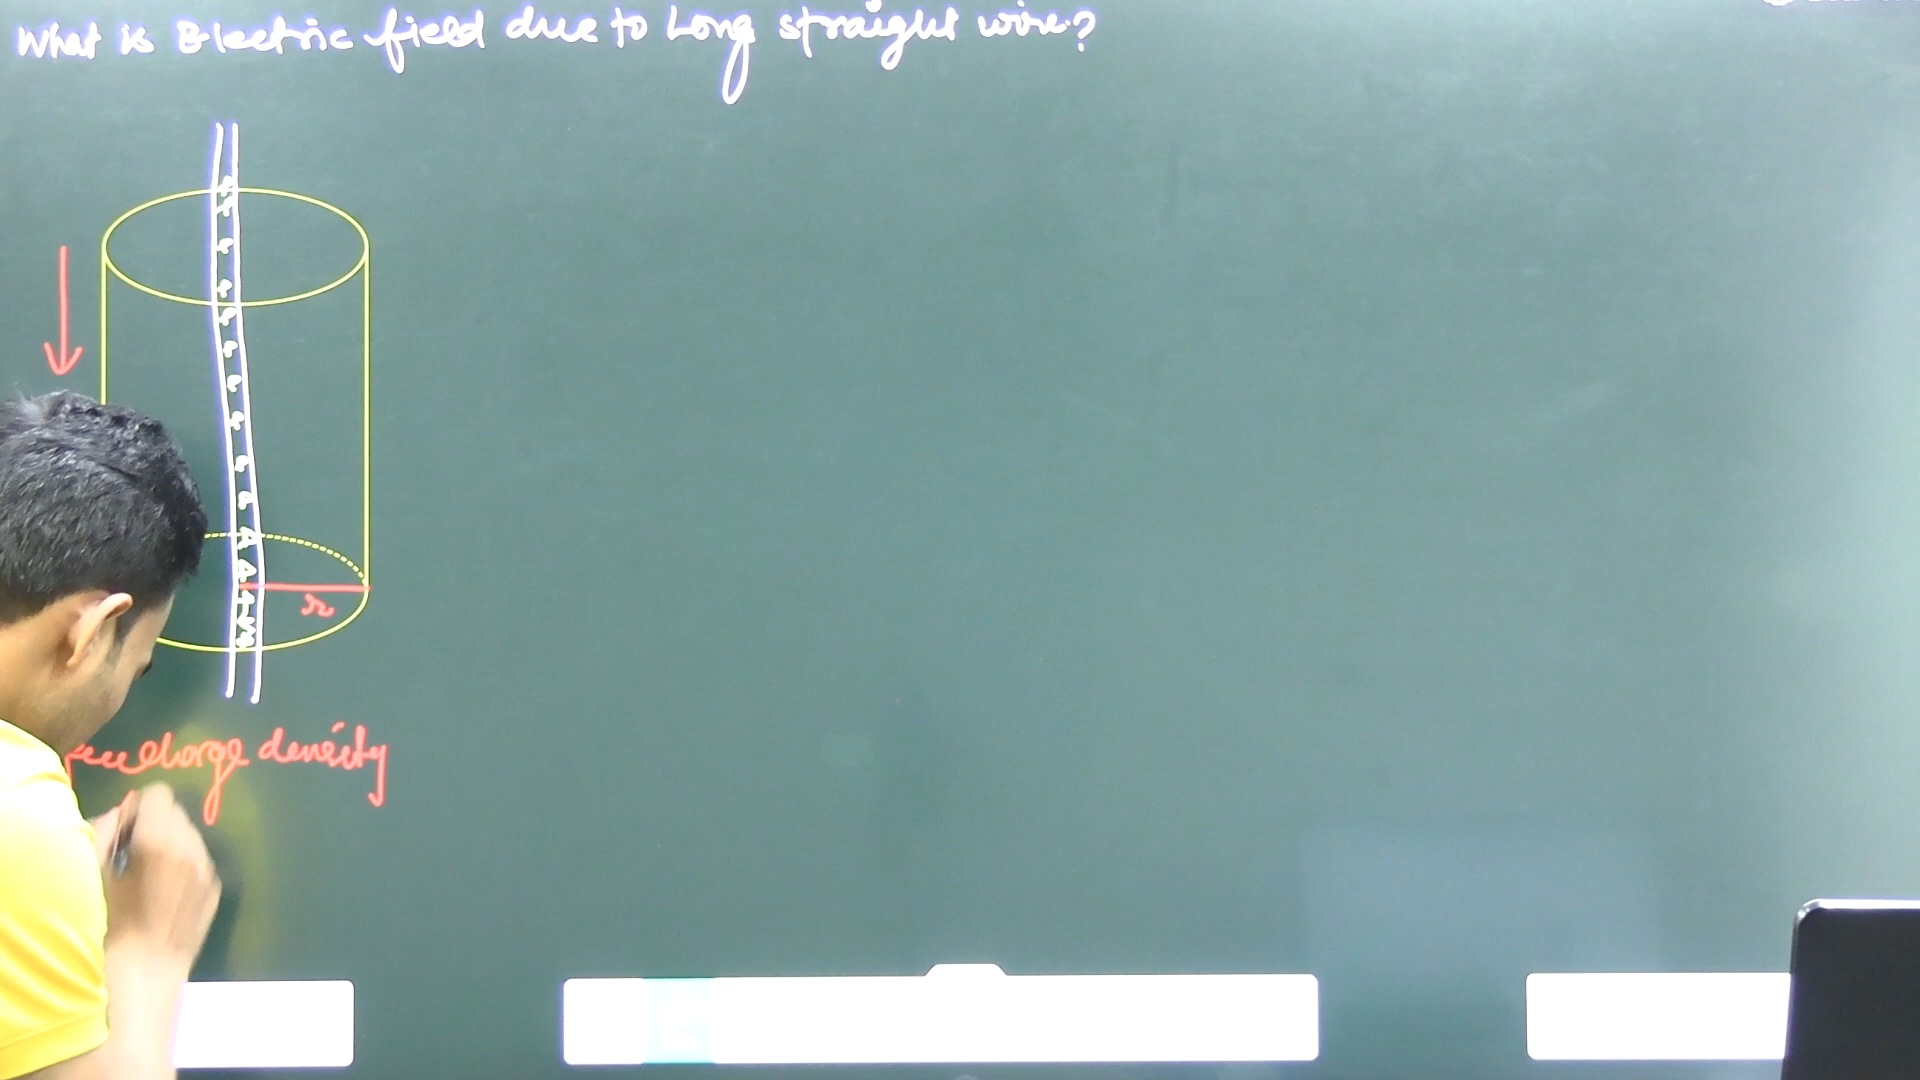 What is Electric field due to Long straight wire?
r
charge density